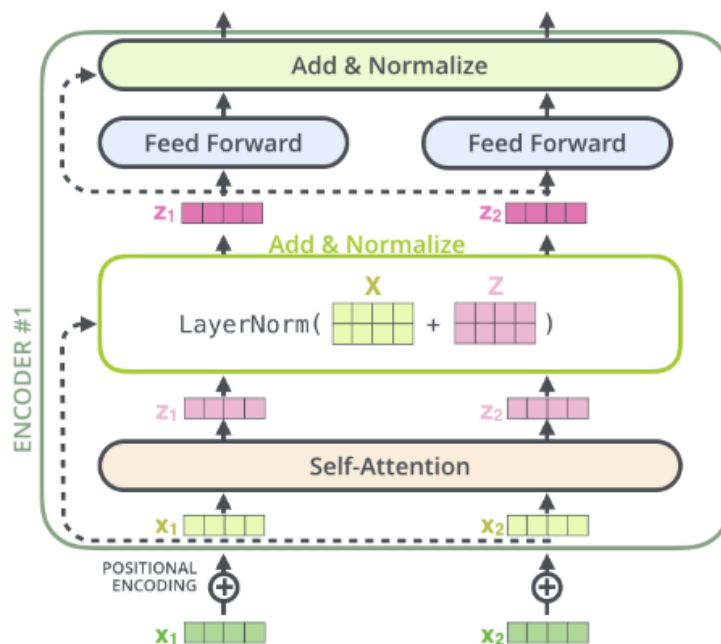 Add & Normalize
Feed Forward
Feed Forward
z1
z2
Add & Normalize
X
Z
LayerNorm(
+
)
z1
z2
Self-Attention
x1
x2
ENCODER #1
POSITIONAL
ENCODING
x1
x2